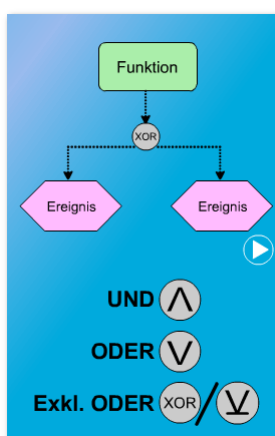 Funktion
XOR
Ereignis Ereignis
UND ⋀
ODER ⋁
Exkl. ODER XOR / ⊻